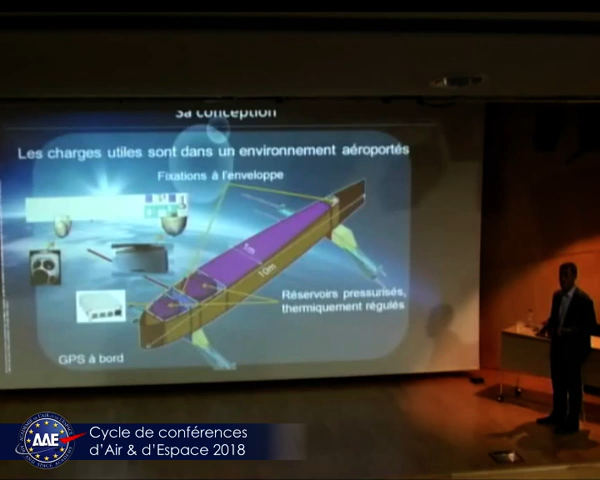 Sa conception
Les charges utiles sont dans un environnement aéroportés
Fixations à l'enveloppe
1m
10m
Réservoirs pressurisés,
thermiquement régulés
GPS à bord
AAE
Cycle de conférences
d'Air & d'Espace 2018